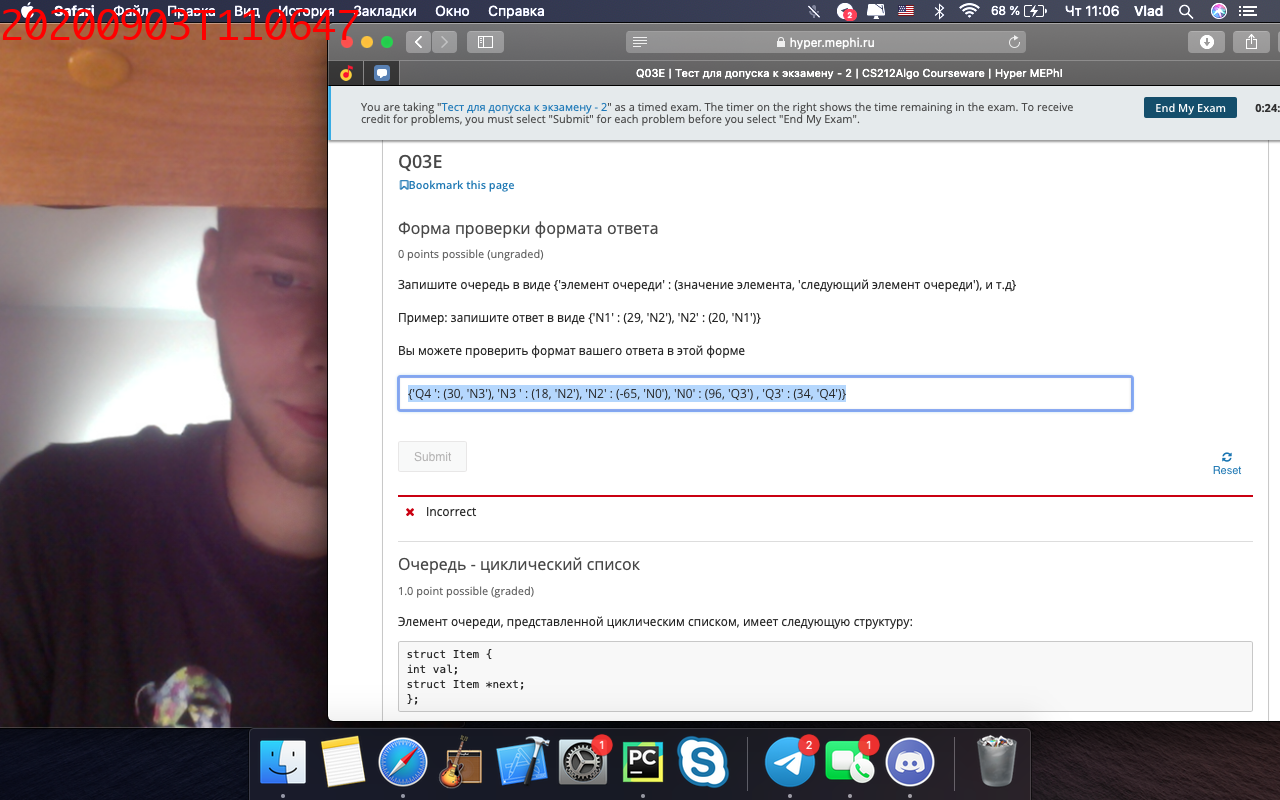 20200903T110647
Safari Файл Правка Вид История Закладки Окно Справка 2 68 % Чт 11:06 Vlad
hyper.mephi.ru
Q03E | Тест для допуска к экзамену - 2 | CS212Algo Courseware | Hyper MEPhI
You are taking "Тест для допуска к экзамену - 2" as a timed exam. The timer on the right shows the time remaining in the exam. To receive
credit for problems, you must select "Submit" for each problem before you select "End My Exam".
End My Exam 0:24:
Q03E
Bookmark this page
Форма проверки формата ответа
0 points possible (ungraded)
Запишите очередь в виде {'элемент очереди' : (значение элемента, 'следующий элемент очереди'), и т.д}
Пример: запишите ответ в виде {'N1' : (29, 'N2'), 'N2' : (20, 'N1')}
Вы можете проверить формат вашего ответа в этой форме
{'Q4 ': (30, 'N3'), 'N3 ' : (18, 'N2'), 'N2' : (-65, 'N0'), 'N0' : (96, 'Q3') , 'Q3' : (34, 'Q4')}
Submit
Reset
Incorrect
Очередь - циклический список
1.0 point possible (graded)
Элемент очереди, представленной циклическим списком, имеет следующую структуру:
struct Item {
int val;
struct Item *next;
};
1 PC 2 1